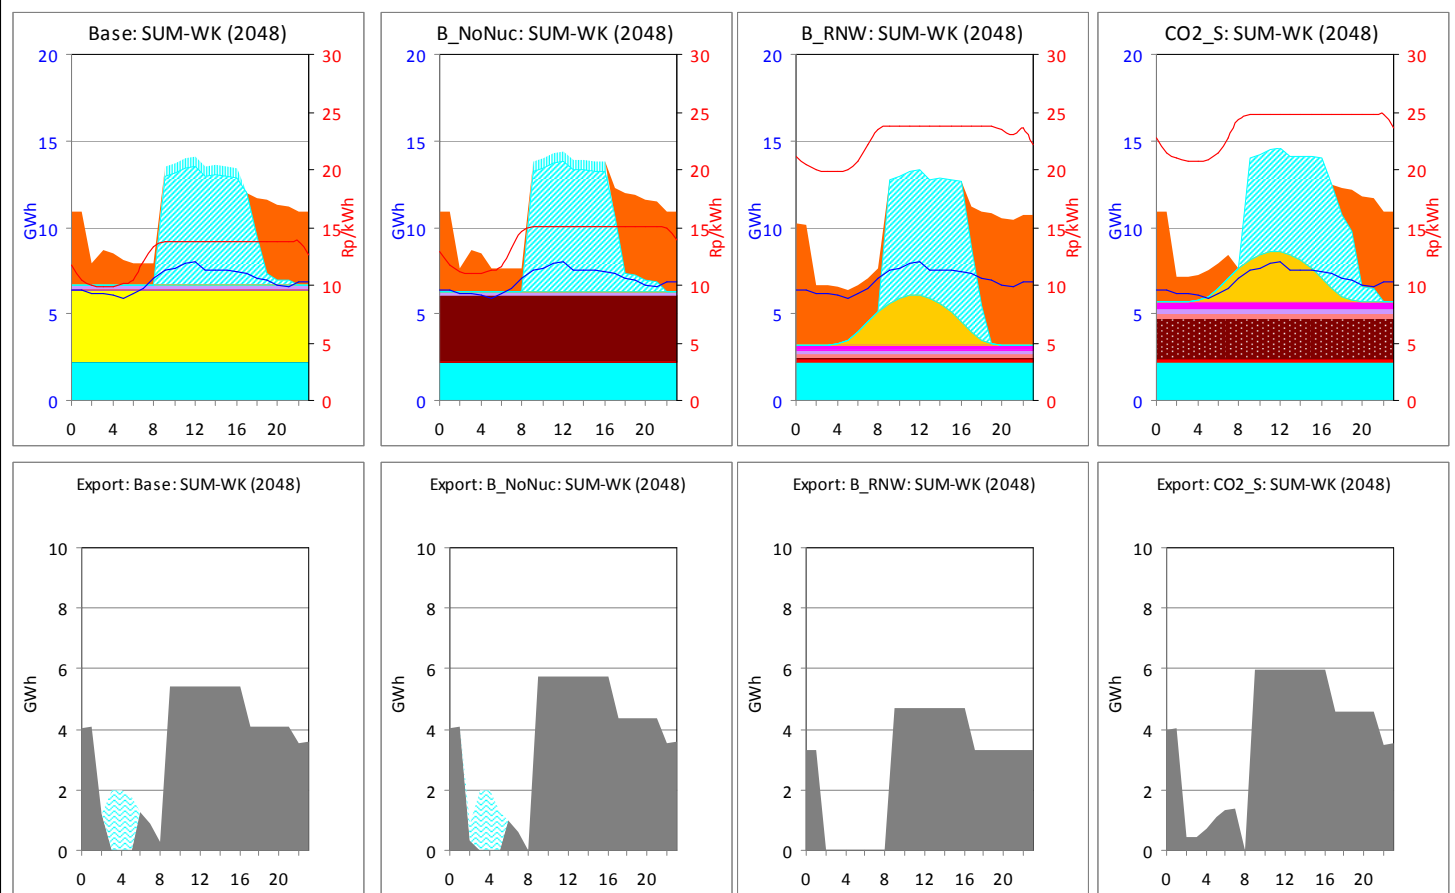 Base: SUM-WK (2048)
20
15
10
5
0
GWh
30
25
20
15
10
5
0
Rp/kWh
0 4 8 12 16 20
B_NoNuc: SUM-WK (2048)
20
15
10
5
0
GWh
30
25
20
15
10
5
0
Rp/kWh
0 4 8 12 16 20
B_RNW: SUM-WK (2048)
20
15
10
5
0
GWh
30
25
20
15
10
5
0
Rp/kWh
0 4 8 12 16 20
CO2_S: SUM-WK (2048)
20
15
10
5
0
GWh
30
25
20
15
10
5
0
Rp/kWh
0 4 8 12 16 20
Export: Base: SUM-WK (2048)
10
8
6
4
2
0
GWh
0 4 8 12 16 20
Export: B_NoNuc: SUM-WK (2048)
10
8
6
4
2
0
GWh
0 4 8 12 16 20
Export: B_RNW: SUM-WK (2048)
10
8
6
4
2
0
GWh
0 4 8 12 16 20
Export: CO2_S: SUM-WK (2048)
10
8
6
4
2
0
GWh
0 4 8 12 16 20